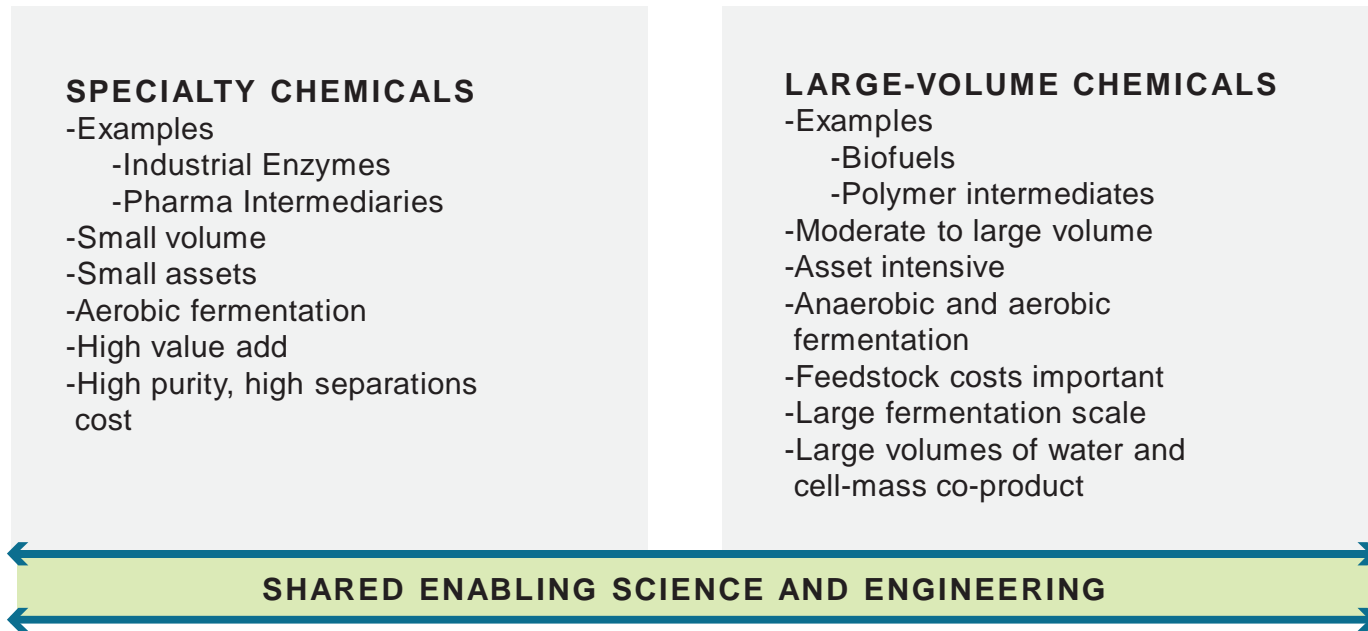 SPECIALTY CHEMICALS
-Examples
-Industrial Enzymes
-Pharma Intermediaries
-Small volume
-Small assets
-Aerobic fermentation
-High value add
-High purity, high separations
cost
LARGE-VOLUME CHEMICALS
-Examples
-Biofuels
-Polymer intermediates
-Moderate to large volume
-Asset intensive
-Anaerobic and aerobic
fermentation
-Feedstock costs important
-Large fermentation scale
-Large volumes of water and
cell-mass co-product
SHARED ENABLING SCIENCE AND ENGINEERING